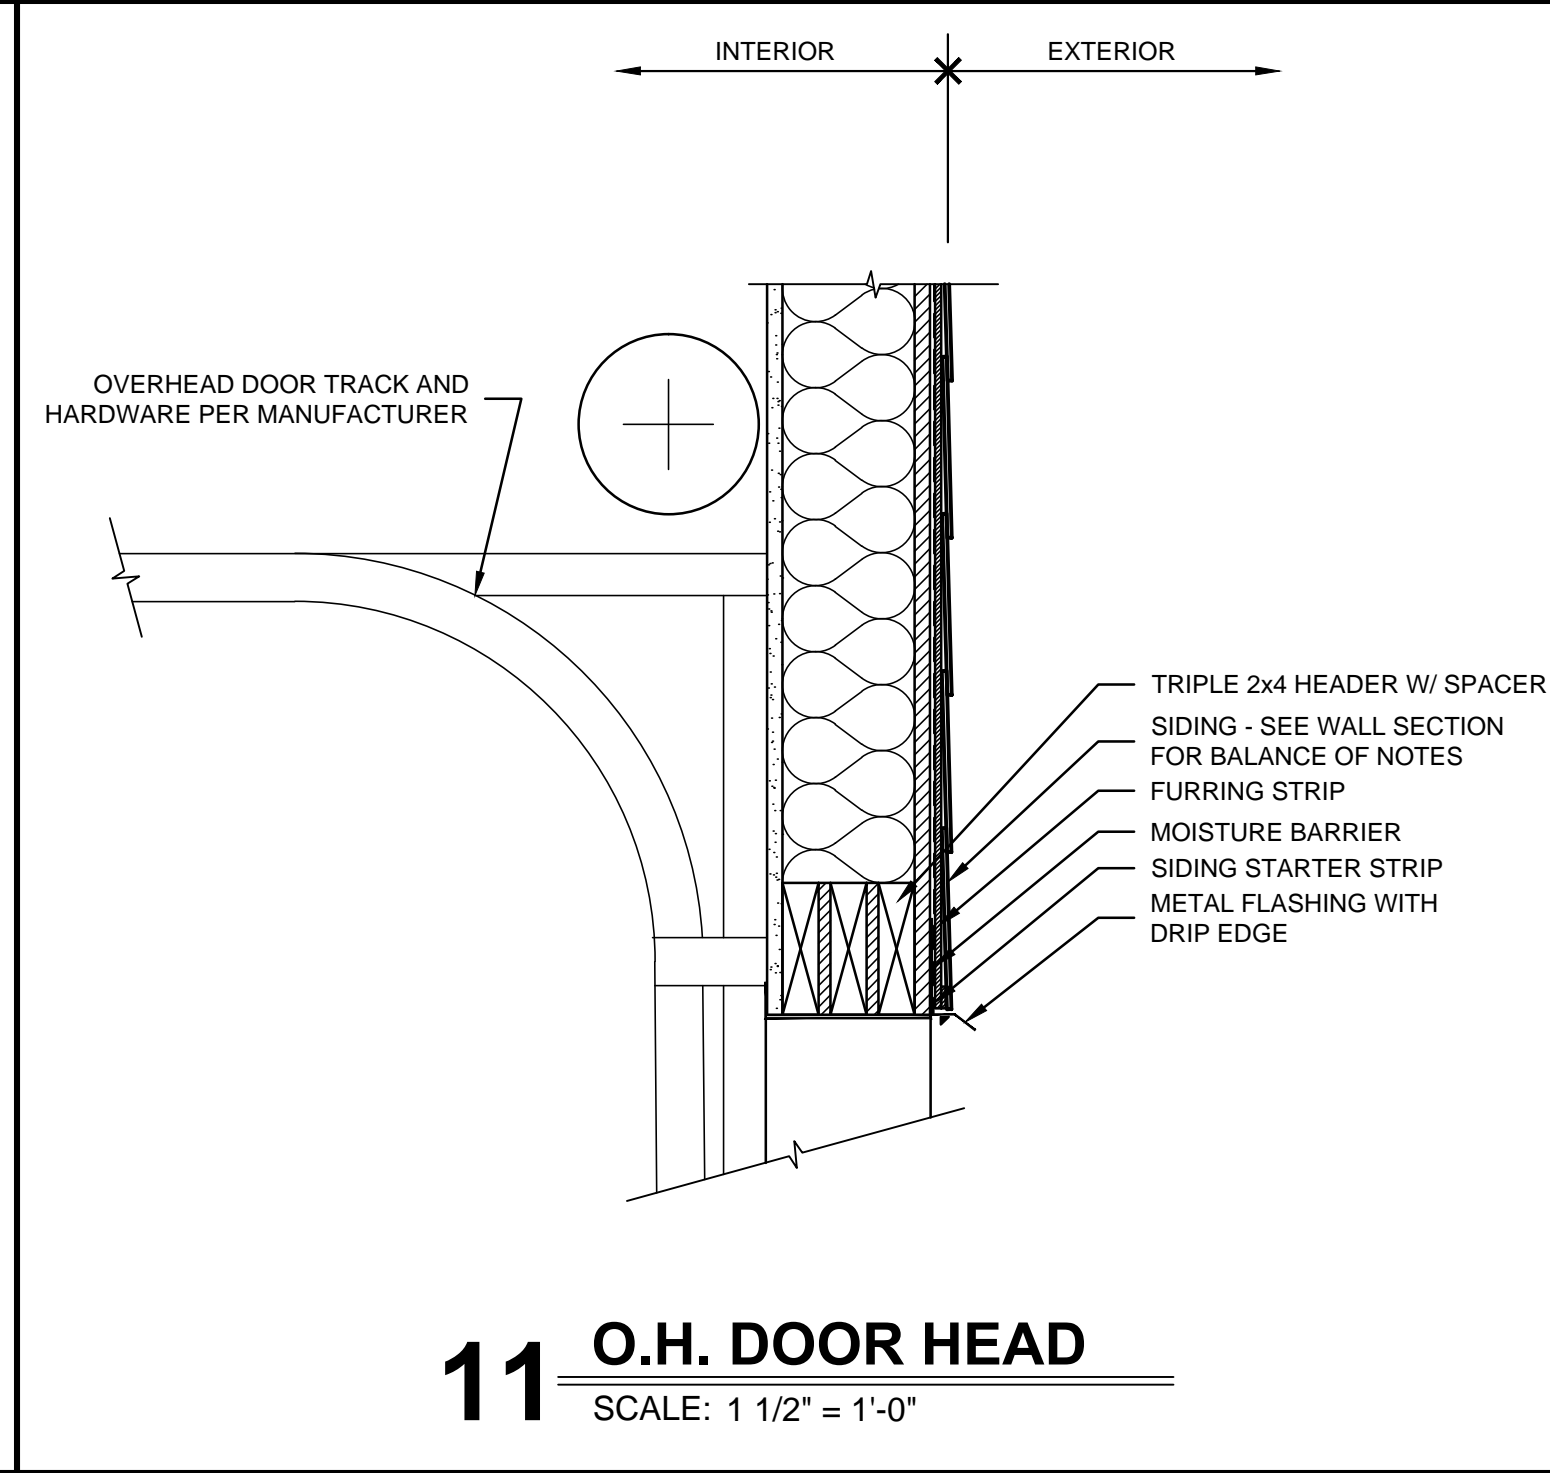 INTERIOR
EXTERIOR
OVERHEAD DOOR TRACK AND
HARDWARE PER MANUFACTURER
TRIPLE 2x4 HEADER W/ SPACER
SIDING - SEE WALL SECTION
FOR BALANCE OF NOTES
FURRING STRIP
MOISTURE BARRIER
SIDING STARTER STRIP
METAL FLASHING WITH
DRIP EDGE
11
O.H. DOOR HEAD
SCALE: 1 1/2" = 1'-0"